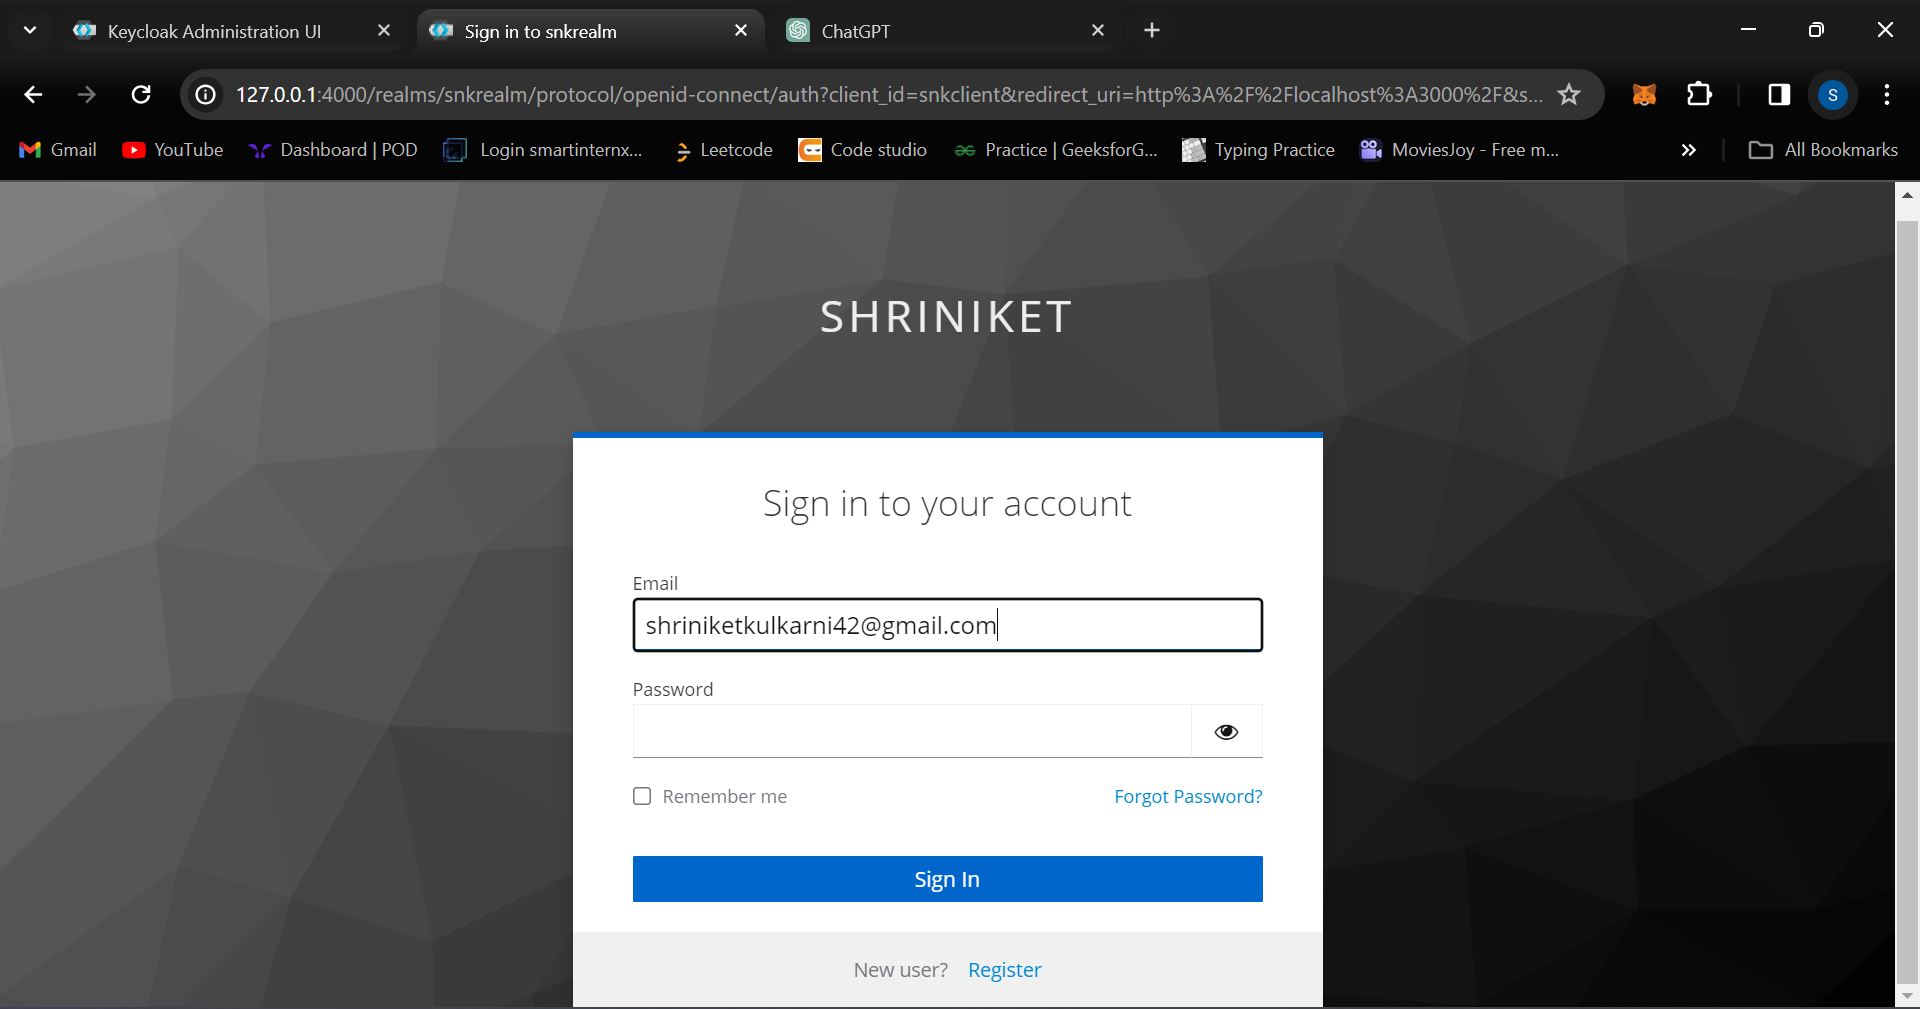 Keycloak Administration UI
Sign in to snkrealm
ChatGPT
127.0.0.1:4000/realms/snkrealm/protocol/openid-connect/auth?client_id=snkclient&redirect_uri=http%3A%2F%2Flocalhost%3A3000%2F&s...
S
Gmail
YouTube
Dashboard | POD
Login smartinternx...
Leetcode
Code studio
Practice | GeeksforG...
Typing Practice
MoviesJoy - Free m...
All Bookmarks
SHRINIKET
Sign in to your account
Email
shriniketkulkarni42@gmail.com
Password
Remember me
Forgot Password?
Sign In
New user? Register